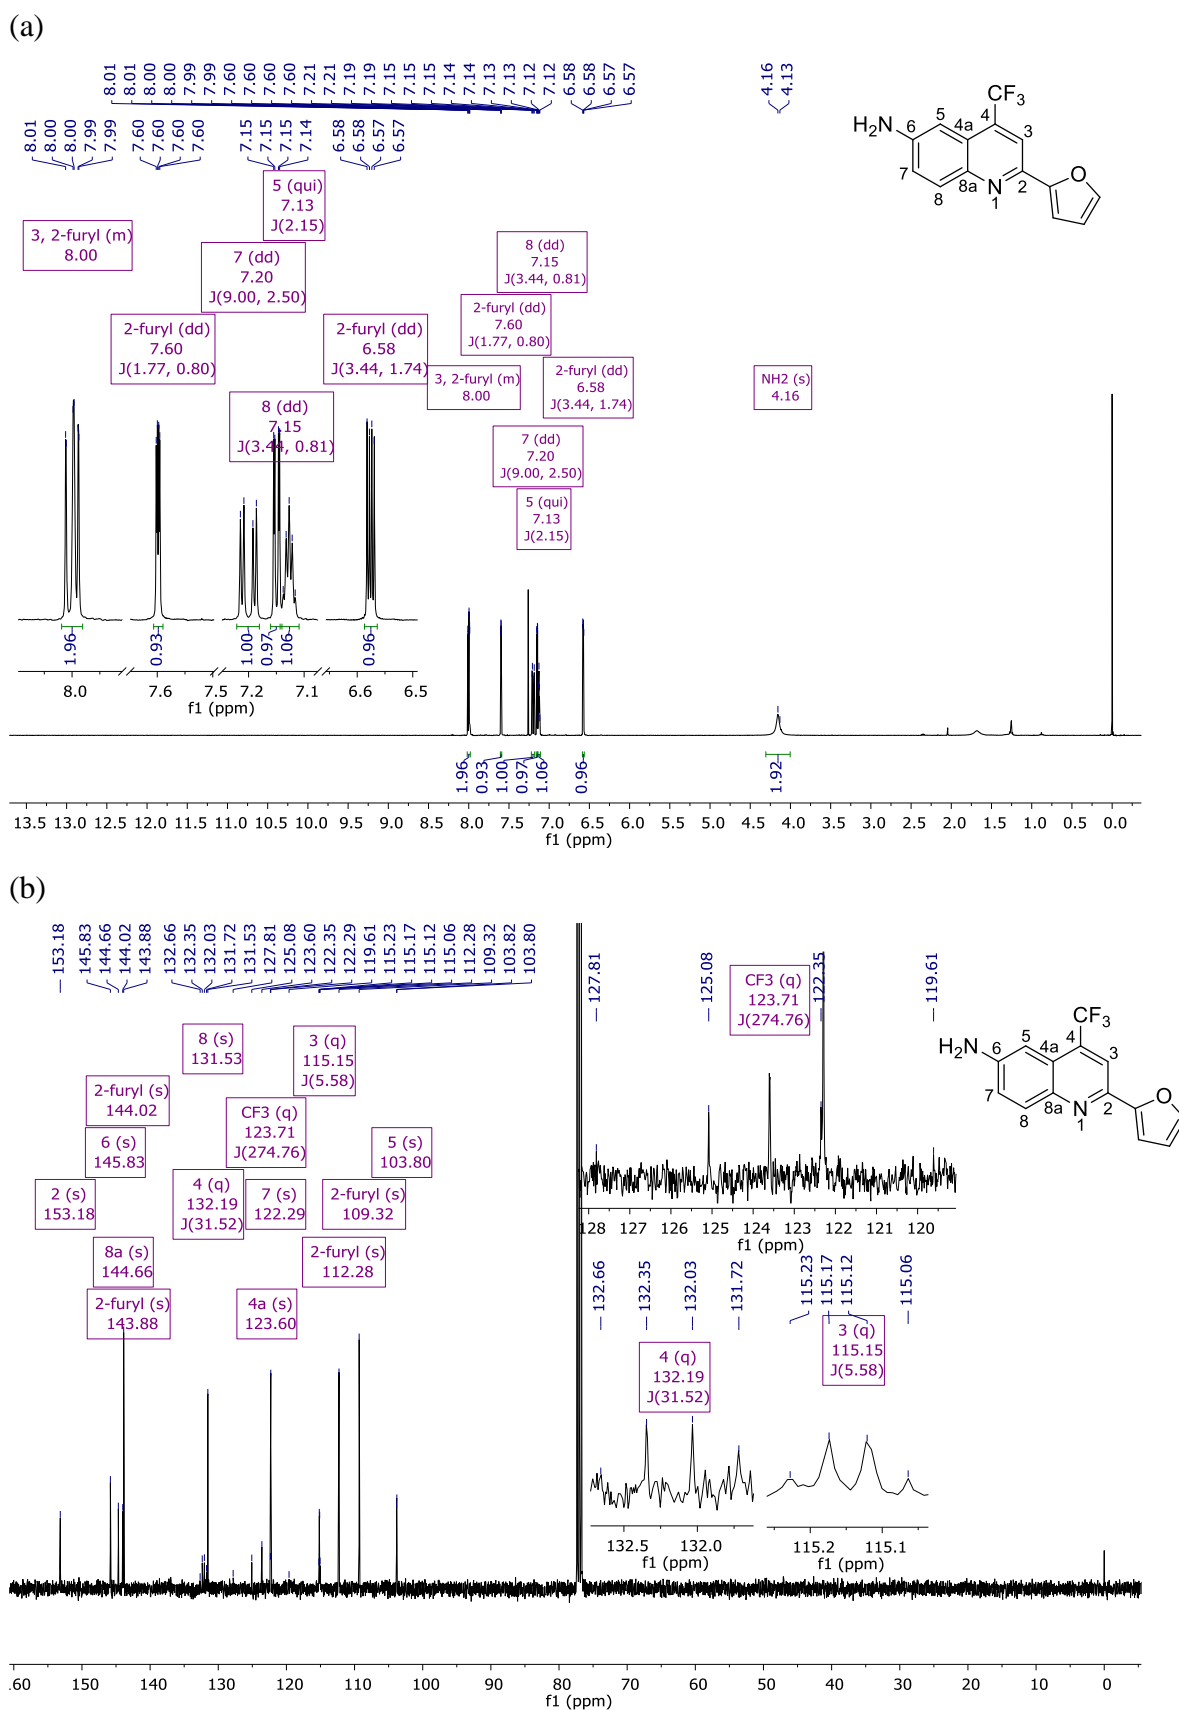 (a)
8.01
8.01
8.00
8.00
7.99
7.99
7.60
7.60
7.60
7.60
7.21
7.21
7.19
7.19
7.15
7.15
7.15
7.14
7.14
7.13
7.13
7.12
7.12
6.58
6.58
6.57
6.57
4.16
4.13
8.01
8.00
8.00
7.99
7.99
7.60
7.60
7.60
7.60
7.15
7.15
7.15
7.14
6.58
6.58
6.57
6.57
3, 2-furyl (m)
8.00
2-furyl (dd)
7.60
J(1.77, 0.80)
7 (dd)
7.20
J(9.00, 2.50)
5 (qui)
7.13
J(2.15)
8 (dd)
7.15
J(3.44, 0.81)
2-furyl (dd)
6.58
J(3.44, 1.74)
1.96
0.93
1.00
0.97
1.06
0.96
8.0 7.6 7.5 7.2 7.1 6.6 6.5
f1 (ppm)
8 (dd)
7.15
J(3.44, 0.81)
2-furyl (dd)
7.60
J(1.77, 0.80)
3, 2-furyl (m)
8.00
2-furyl (dd)
6.58
J(3.44, 1.74)
7 (dd)
7.20
J(9.00, 2.50)
5 (qui)
7.13
J(2.15)
NH2 (s)
4.16
CF3
H2N
5
4a
4
3
6
7
8
8a
N
1
2
O
1.96
0.93
1.00
0.97
1.06
0.96
1.92
13.5 13.0 12.5 12.0 11.5 11.0 10.5 10.0 9.5 9.0 8.5 8.0 7.5 7.0 6.5 6.0 5.5 5.0 4.5 4.0 3.5 3.0 2.5 2.0 1.5 1.0 0.5 0.0
f1 (ppm)
(b)
153.18
145.83
144.66
144.02
143.88
132.66
132.35
132.03
131.72
131.53
127.81
125.08
123.60
122.35
122.29
119.61
115.23
115.17
115.12
115.06
112.28
109.32
103.82
103.80
8 (s)
131.53
3 (q)
115.15
J(5.58)
2-furyl (s)
144.02
CF3 (q)
123.71
J(274.76)
6 (s)
145.83
5 (s)
103.80
4 (q)
132.19
J(31.52)
2 (s)
153.18
7 (s)
122.29
2-furyl (s)
109.32
8a (s)
144.66
2-furyl (s)
112.28
2-furyl (s)
143.88
4a (s)
123.60
127.81
125.08
122.35
119.61
CF3 (q)
123.71
J(274.76)
128 127 126 125 124 123 122 121 120
f1 (ppm)
CF3
H2N
5
4a
4
3
6
7
8
8a
N
1
2
O
132.66
132.35
132.03
131.72
4 (q)
132.19
J(31.52)
132.5 132.0
f1 (ppm)
115.23
115.17
115.12
115.06
3 (q)
115.15
J(5.58)
115.2 115.1
f1 (ppm)
.60 150 140 130 120 110 100 90 80 70 60 50 40 30 20 10 0
f1 (ppm)